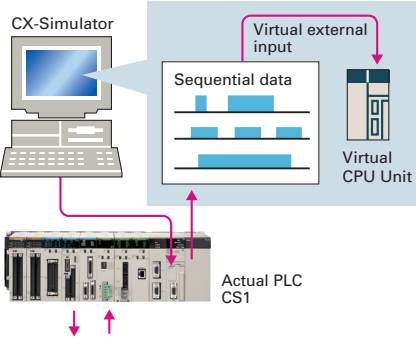 CX-Simulator
Virtual external
input
Sequential data
Virtual
CPU Unit
Actual PLC
CS1